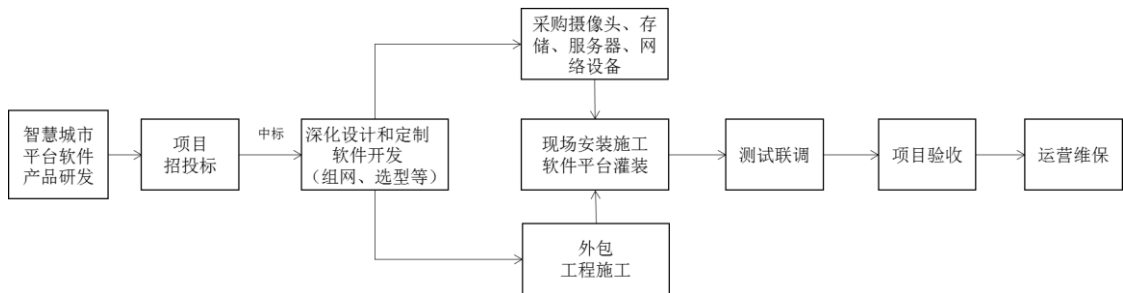 智慧城市
平台软件
产品研发
项目
招投标
中标
深化设计和定制
软件开发
（组网、选型等）
采购摄像头、存
储、服务器、网
络设备
现场安装施工
软件平台灌装
外包
工程施工
测试联调
项目验收
运营维保